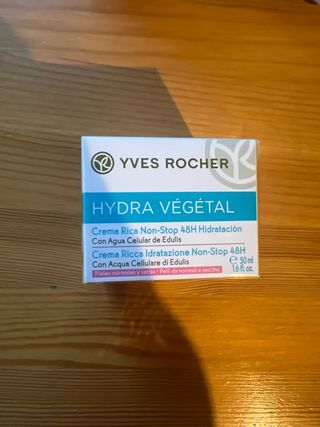 YVES ROCHER
HYDRA VÉGÉTAL
Crema Rica Non-Stop 48H Hidratación
Con Agua Celular de Edulis
Crema Ricca Idratazione Non-Stop 48H
Con Acqua Cellulare di Edulis
Pieles normales y secas • Pelli da normali a secche
℮ 50 ml
1.6 fl.oz.